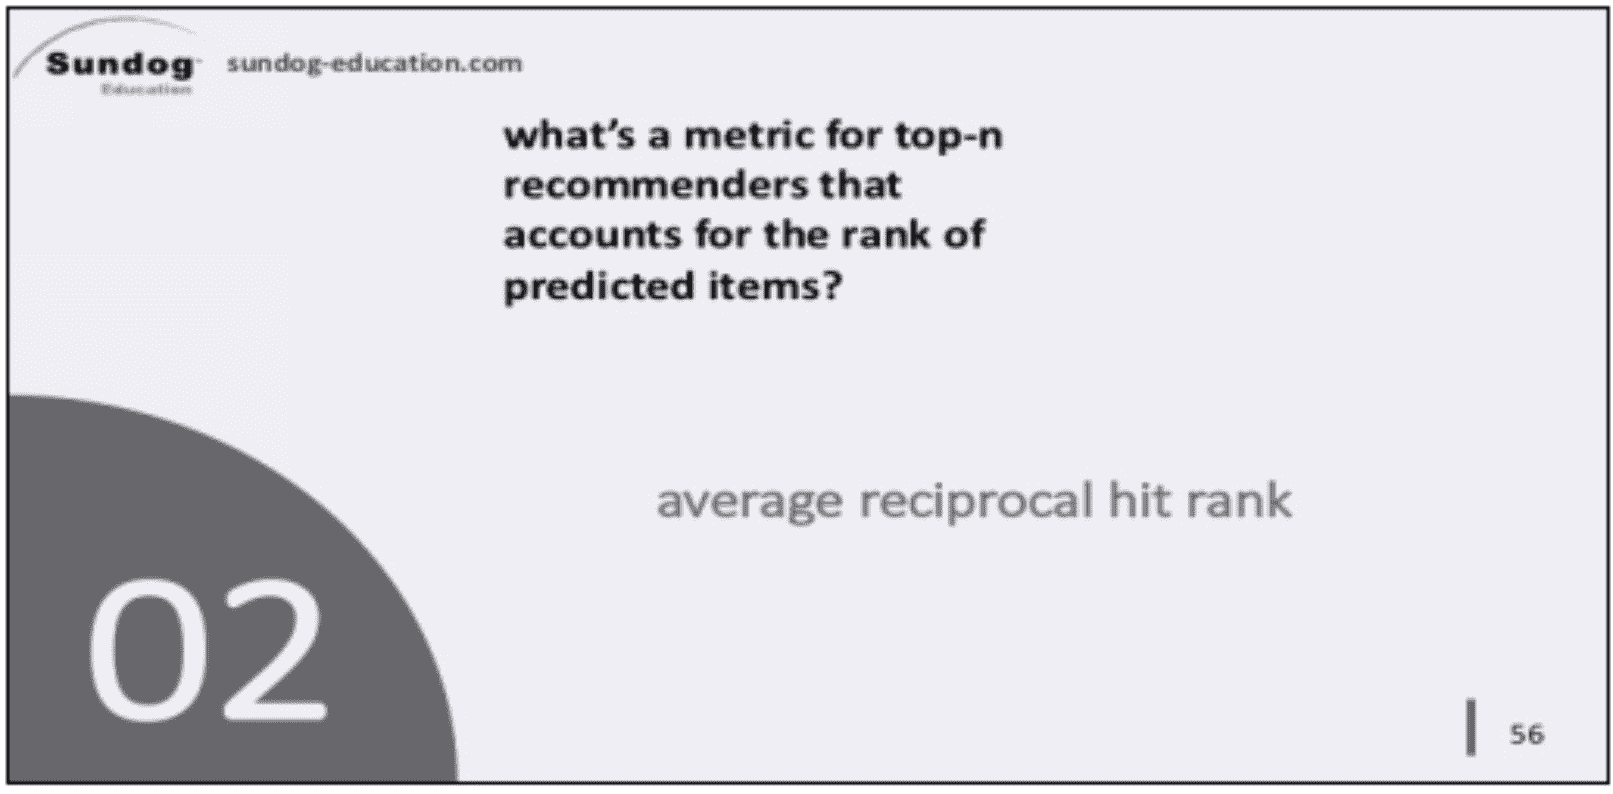 Sundog sundog-education.com
Education
what’s a metric for top-n
recommenders that
accounts for the rank of
predicted items?
average reciprocal hit rank
02
56